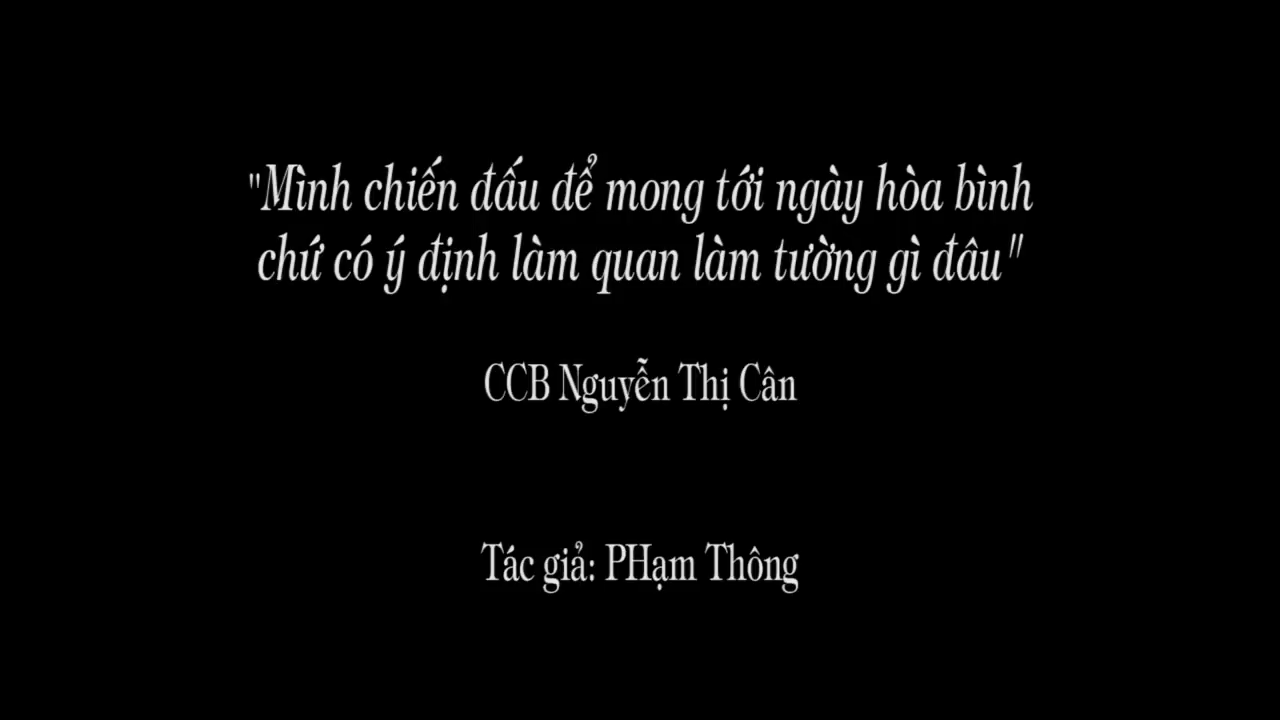 "Mình chiến đấu để mong tới ngày hòa bình
chứ có ý định làm quan làm tường gì đâu"
CCB Nguyễn Thị Cân
Tác giả: PHạm Thông